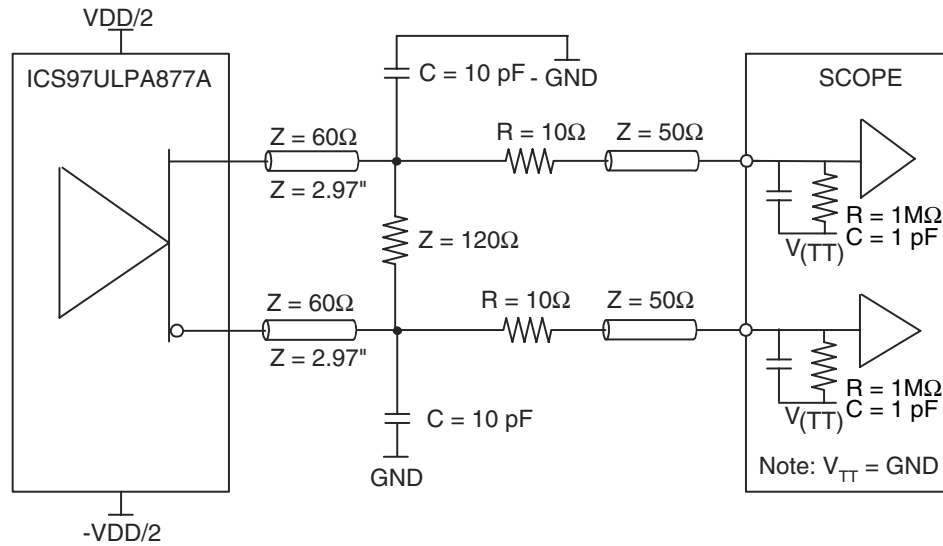 VDD/2
ICS97ULPA877A
C = 10 pF
- GND
SCOPE
Z = 60Ω
Z = 2.97"
R = 10Ω
Z = 50Ω
R = 1MΩ
C = 1 pF
V(TT)
Z = 120Ω
Z = 60Ω
Z = 2.97"
R = 10Ω
Z = 50Ω
R = 1MΩ
C = 1 pF
V(TT)
C = 10 pF
GND
Note: VTT = GND
-VDD/2